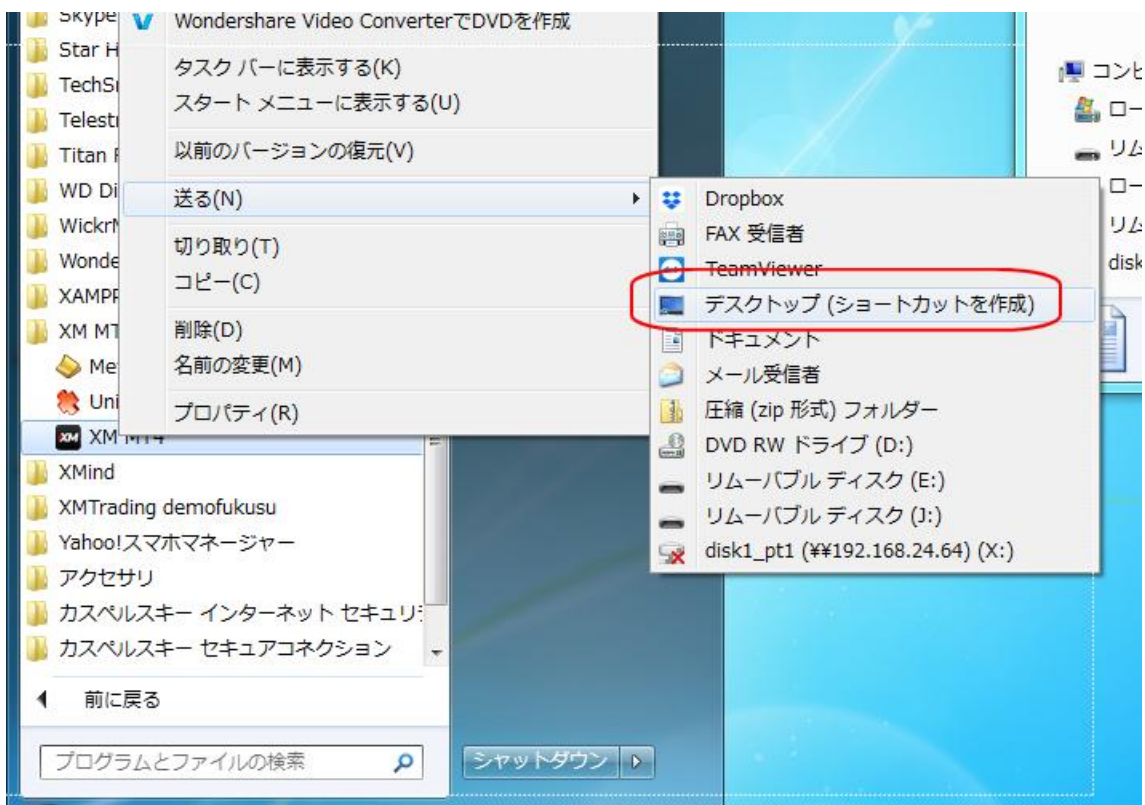 Skype
Star H
TechSi
Telest
Titan
WD Di
Wickr
Wonde
XAMPP
XM MT
Me
Uni
XM MT4
XMind
XMTrading demofukusu
Yahoo!スマホマネージャー
アクセサリ
カスペルスキー インターネット セキュリ
カスペルスキー セキュアコネクション
前に戻る
プログラムとファイルの検索
シャットダウン
Wondershare Video ConverterでDVDを作成
タスク バーに表示する(K)
スタート メニューに表示する(U)
以前のバージョンの復元(V)
送る(N)
切り取り(T)
コピー(C)
削除(D)
名前の変更(M)
プロパティ(R)
Dropbox
FAX 受信者
TeamViewer
デスクトップ (ショートカットを作成)
ドキュメント
メール受信者
圧縮 (zip 形式) フォルダー
DVD RW ドライブ (D:)
リムーバブル ディスク (E:)
リムーバブル ディスク (J:)
disk1_pt1 (¥¥192.168.24.64) (X:)
コンピ
ロー
リム
ロー
リム
disk